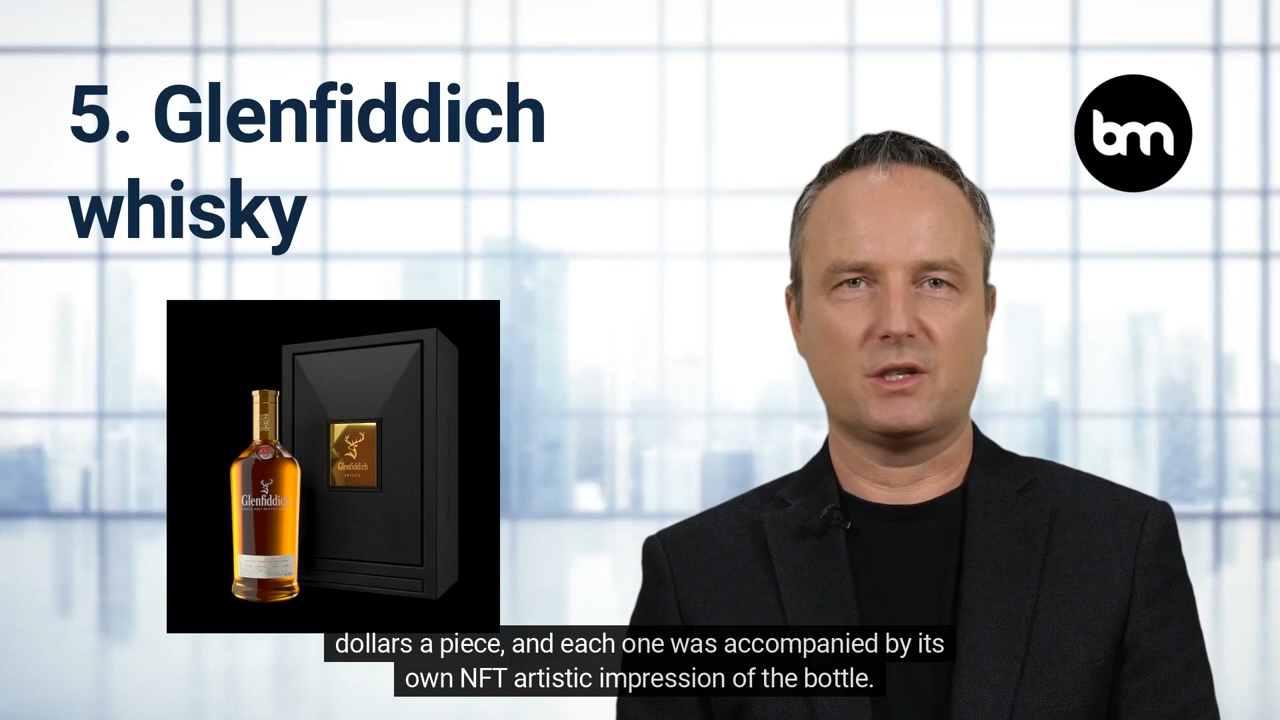 5. Glenfiddich
whisky
bm
Glenfiddich
Glenfiddich
dollars a piece, and each one was accompanied by its
own NFT artistic impression of the bottle.